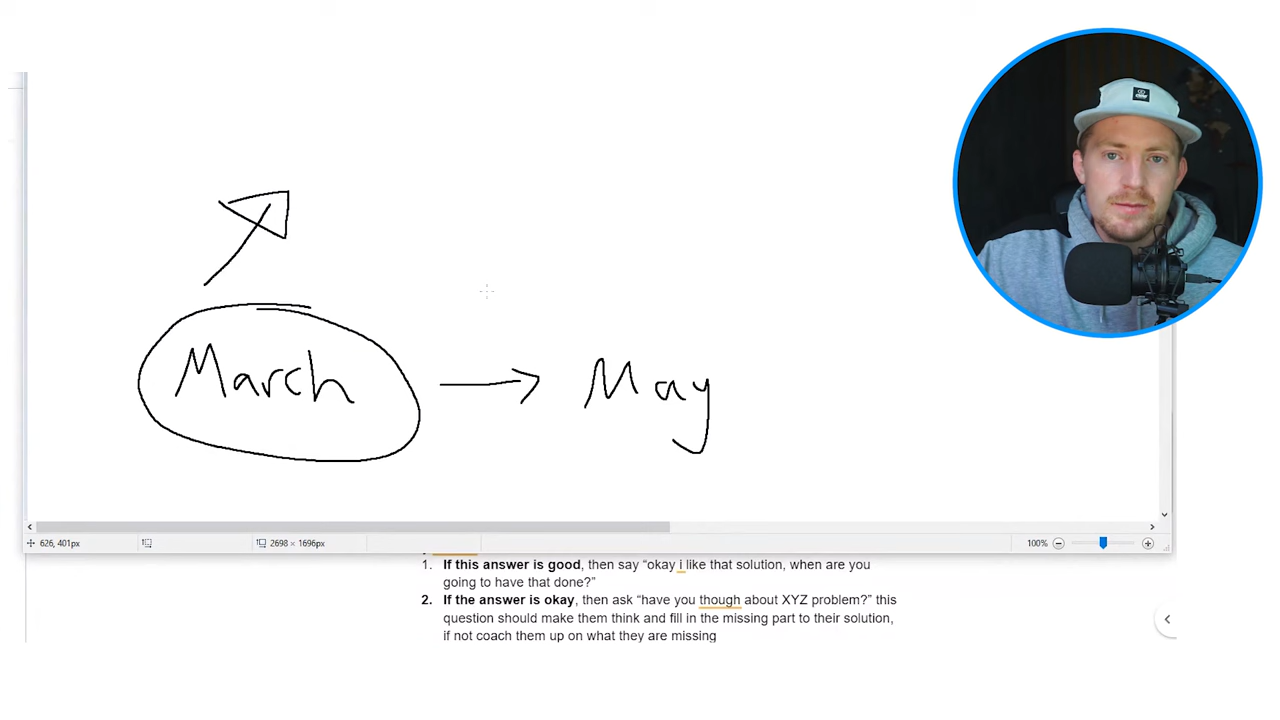 March → May
626, 401px
2698 × 1696px
100%
1. If this answer is good, then say “okay i like that solution, when are you
going to have that done?”
2. If the answer is okay, then ask “have you though about XYZ problem?” this
question should make them think and fill in the missing part to their solution,
if not coach them up on what they are missing